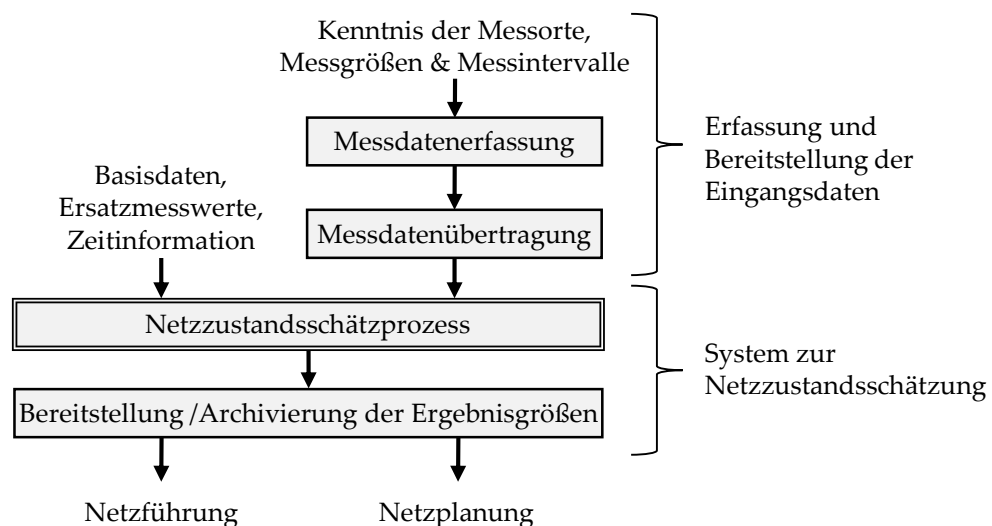 Kenntnis der Messorte,
Messgrößen & Messintervalle
Messdatenerfassung
Erfassung und
Bereitstellung der
Eingangsdaten
Basisdaten,
Ersatzmesswerte,
Zeitinformation
Messdatenübertragung
Netzzustandsschätzprozess
System zur
Netzzustandsschätzung
Bereitstellung /Archivierung der Ergebnisgrößen
Netzführung
Netzplanung